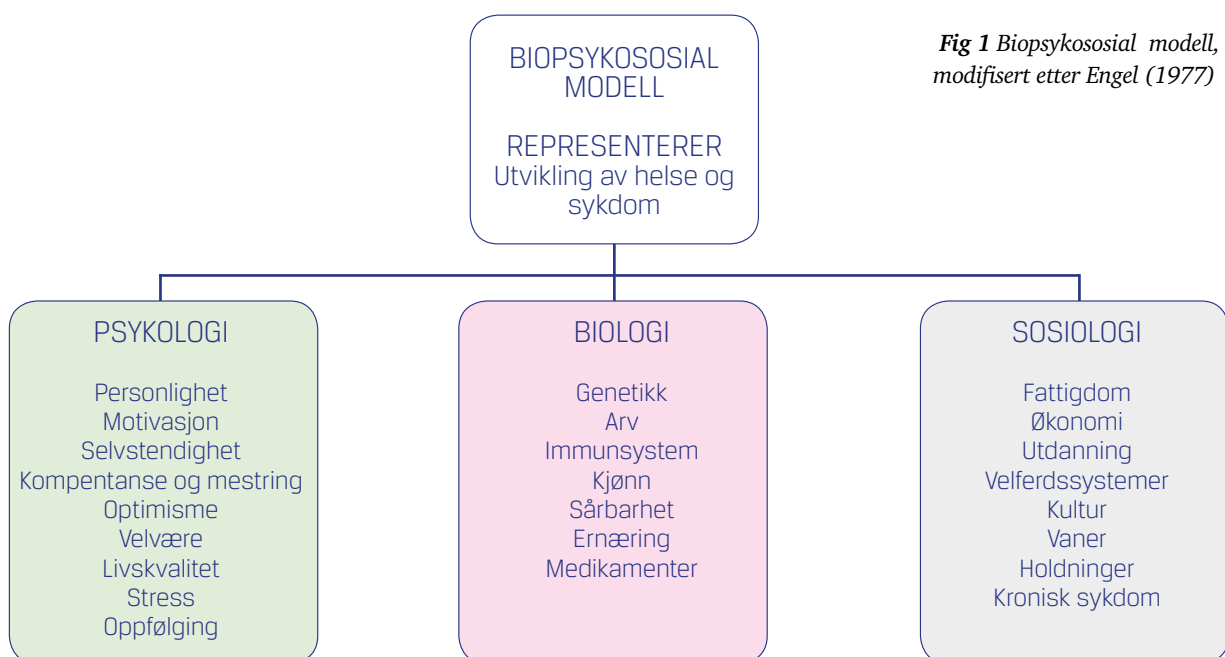 BIOPSYKOSOSIAL
MODELL
REPRESENTERER
Utvikling av helse og
sykdom
Fig 1 Biopsykososial modell,
modifisert etter Engel (1977)
PSYKOLOGI
Personlighet
Motivasjon
Selvstendighet
Kompentanse og mestring
Optimisme
Velvære
Livskvalitet
Stress
Oppfølging
BIOLOGI
Genetikk
Arv
Immunsystem
Kjønn
Sårbarhet
Ernæring
Medikamenter
SOSIOLOGI
Fattigdom
Økonomi
Utdanning
Velferdssystemer
Kultur
Vaner
Holdninger
Kronisk sykdom